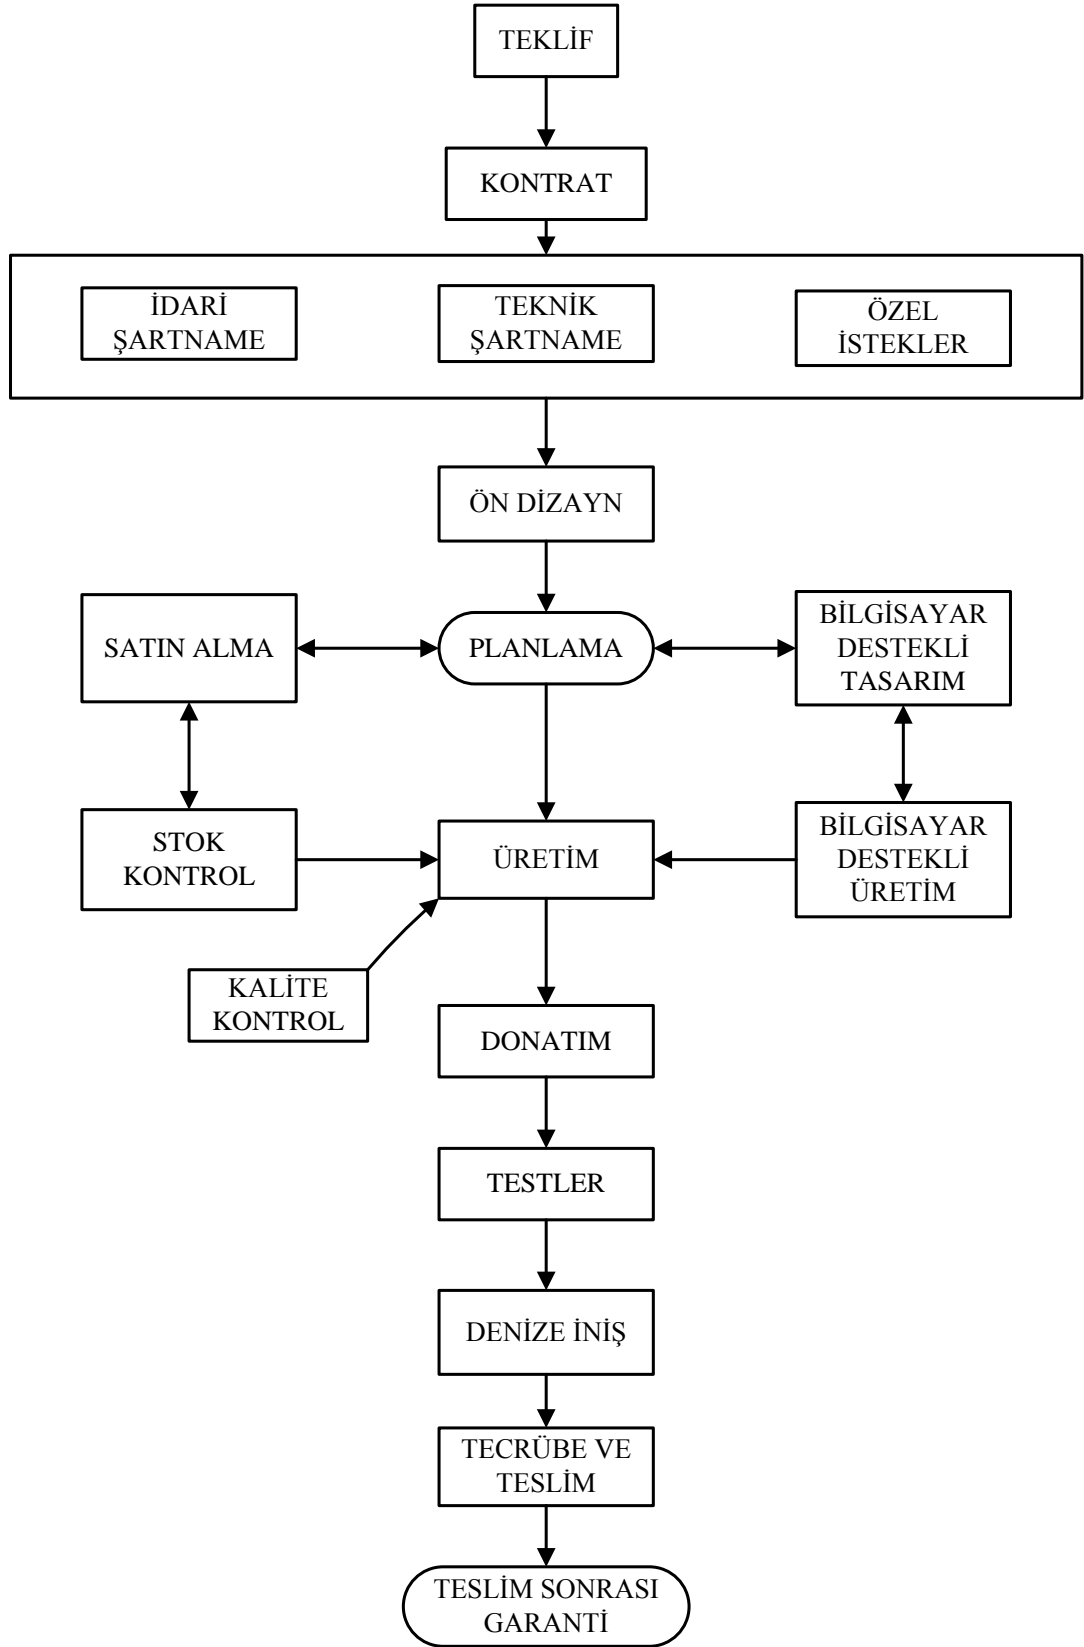 TEKLİF
KONTRAT
İDARİ
ŞARTNAME
TEKNİK
ŞARTNAME
ÖZEL
İSTEKLER
ÖN DİZAYN
SATIN ALMA
PLANLAMA
BİLGİSAYAR
DESTEKLİ
TASARIM
STOK
KONTROL
ÜRETİM
BİLGİSAYAR
DESTEKLİ
ÜRETİM
KALİTE
KONTROL
DONATIM
TESTLER
DENİZE İNİŞ
TECRÜBE VE
TESLİM
TESLİM SONRASI
GARANTİ